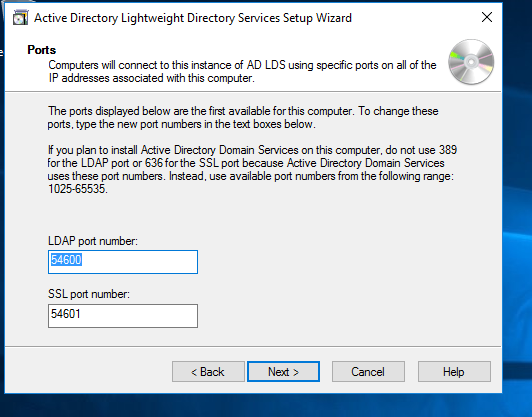 Active Directory Lightweight Directory Services Setup Wizard
Ports
Computers will connect to this instance of AD LDS using specific ports on all of the
IP addresses associated with this computer.
The ports displayed below are the first available for this computer. To change these
ports, type the new port numbers in the text boxes below.
If you plan to install Active Directory Domain Services on this computer, do not use 389
for the LDAP port or 636 for the SSL port because Active Directory Domain Services
uses these port numbers. Instead, use available port numbers from the following range:
1025-65535.
LDAP port number:
54600
SSL port number:
54601
< Back
Next >
Cancel
Help